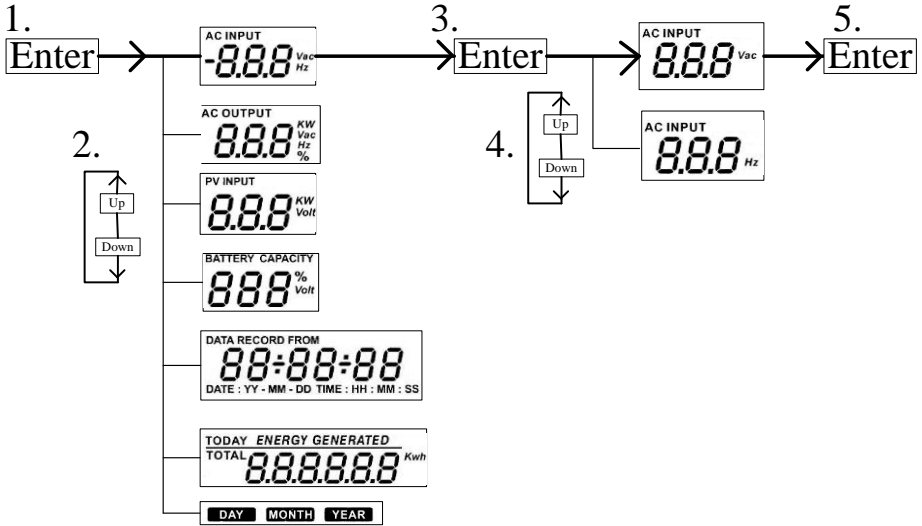 1.
Enter
AC INPUT
-8.8.8 Vac
Hz
3.
Enter
AC INPUT
8.8.8 Vac
5.
Enter
AC OUTPUT
8.8.8 KW
Vac
Hz
%
2.
Up
Down
PV INPUT
8.8.8 KW
Volt
4.
Up
Down
AC INPUT
8.8.8 Hz
BATTERY CAPACITY
888 %
Volt
DATA RECORD FROM
88:88:88
DATE : YY - MM - DD TIME : HH : MM : SS
TODAY ENERGY GENERATED
TOTAL 8.8.8.8.8.8 Kwh
DAY MONTH YEAR